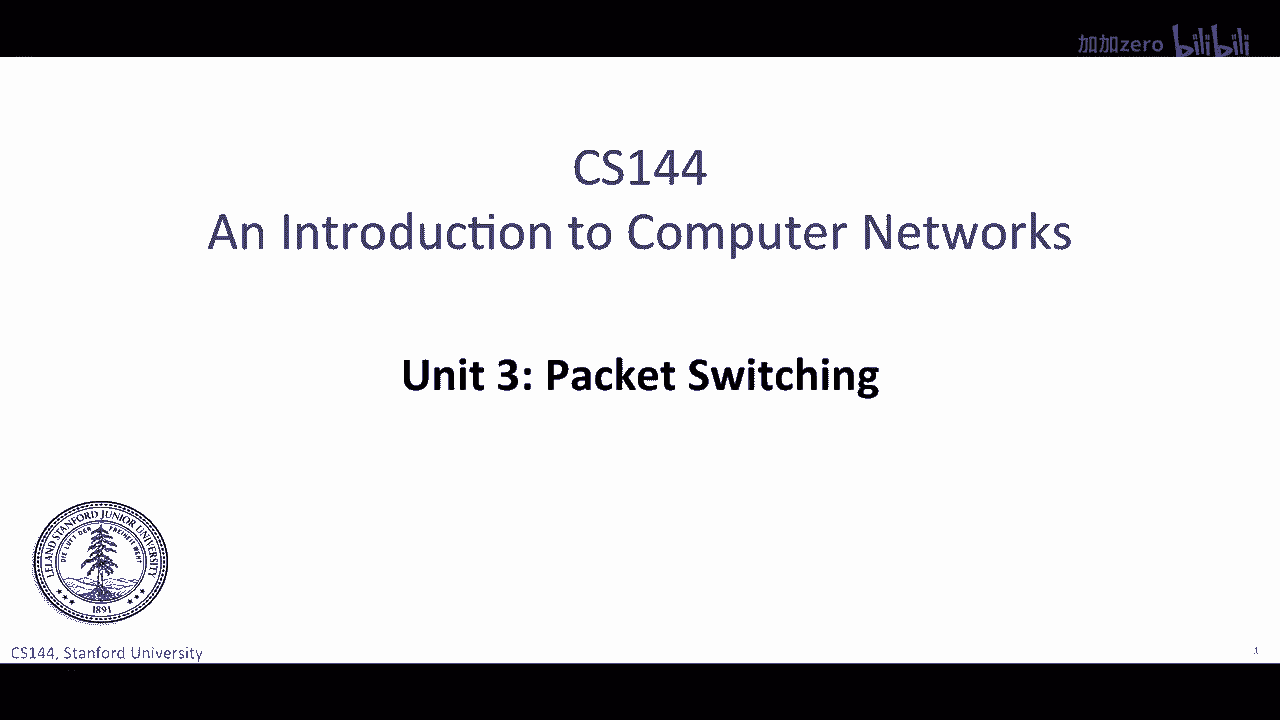 加加zero bilibili
CS144
An Introduction to Computer Networks
Unit 3: Packet Switching
LELAND STANFORD JUNIOR UNIVERSITY
DIE LUFT DER FREIHEIT WEHT
1891
CS144, Stanford University
1